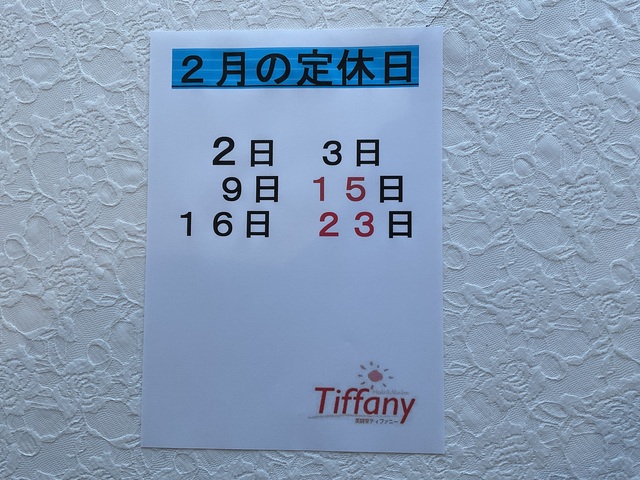 ２月の定休日
２日　３日
９日　１５日
１６日　２３日
Tiffany